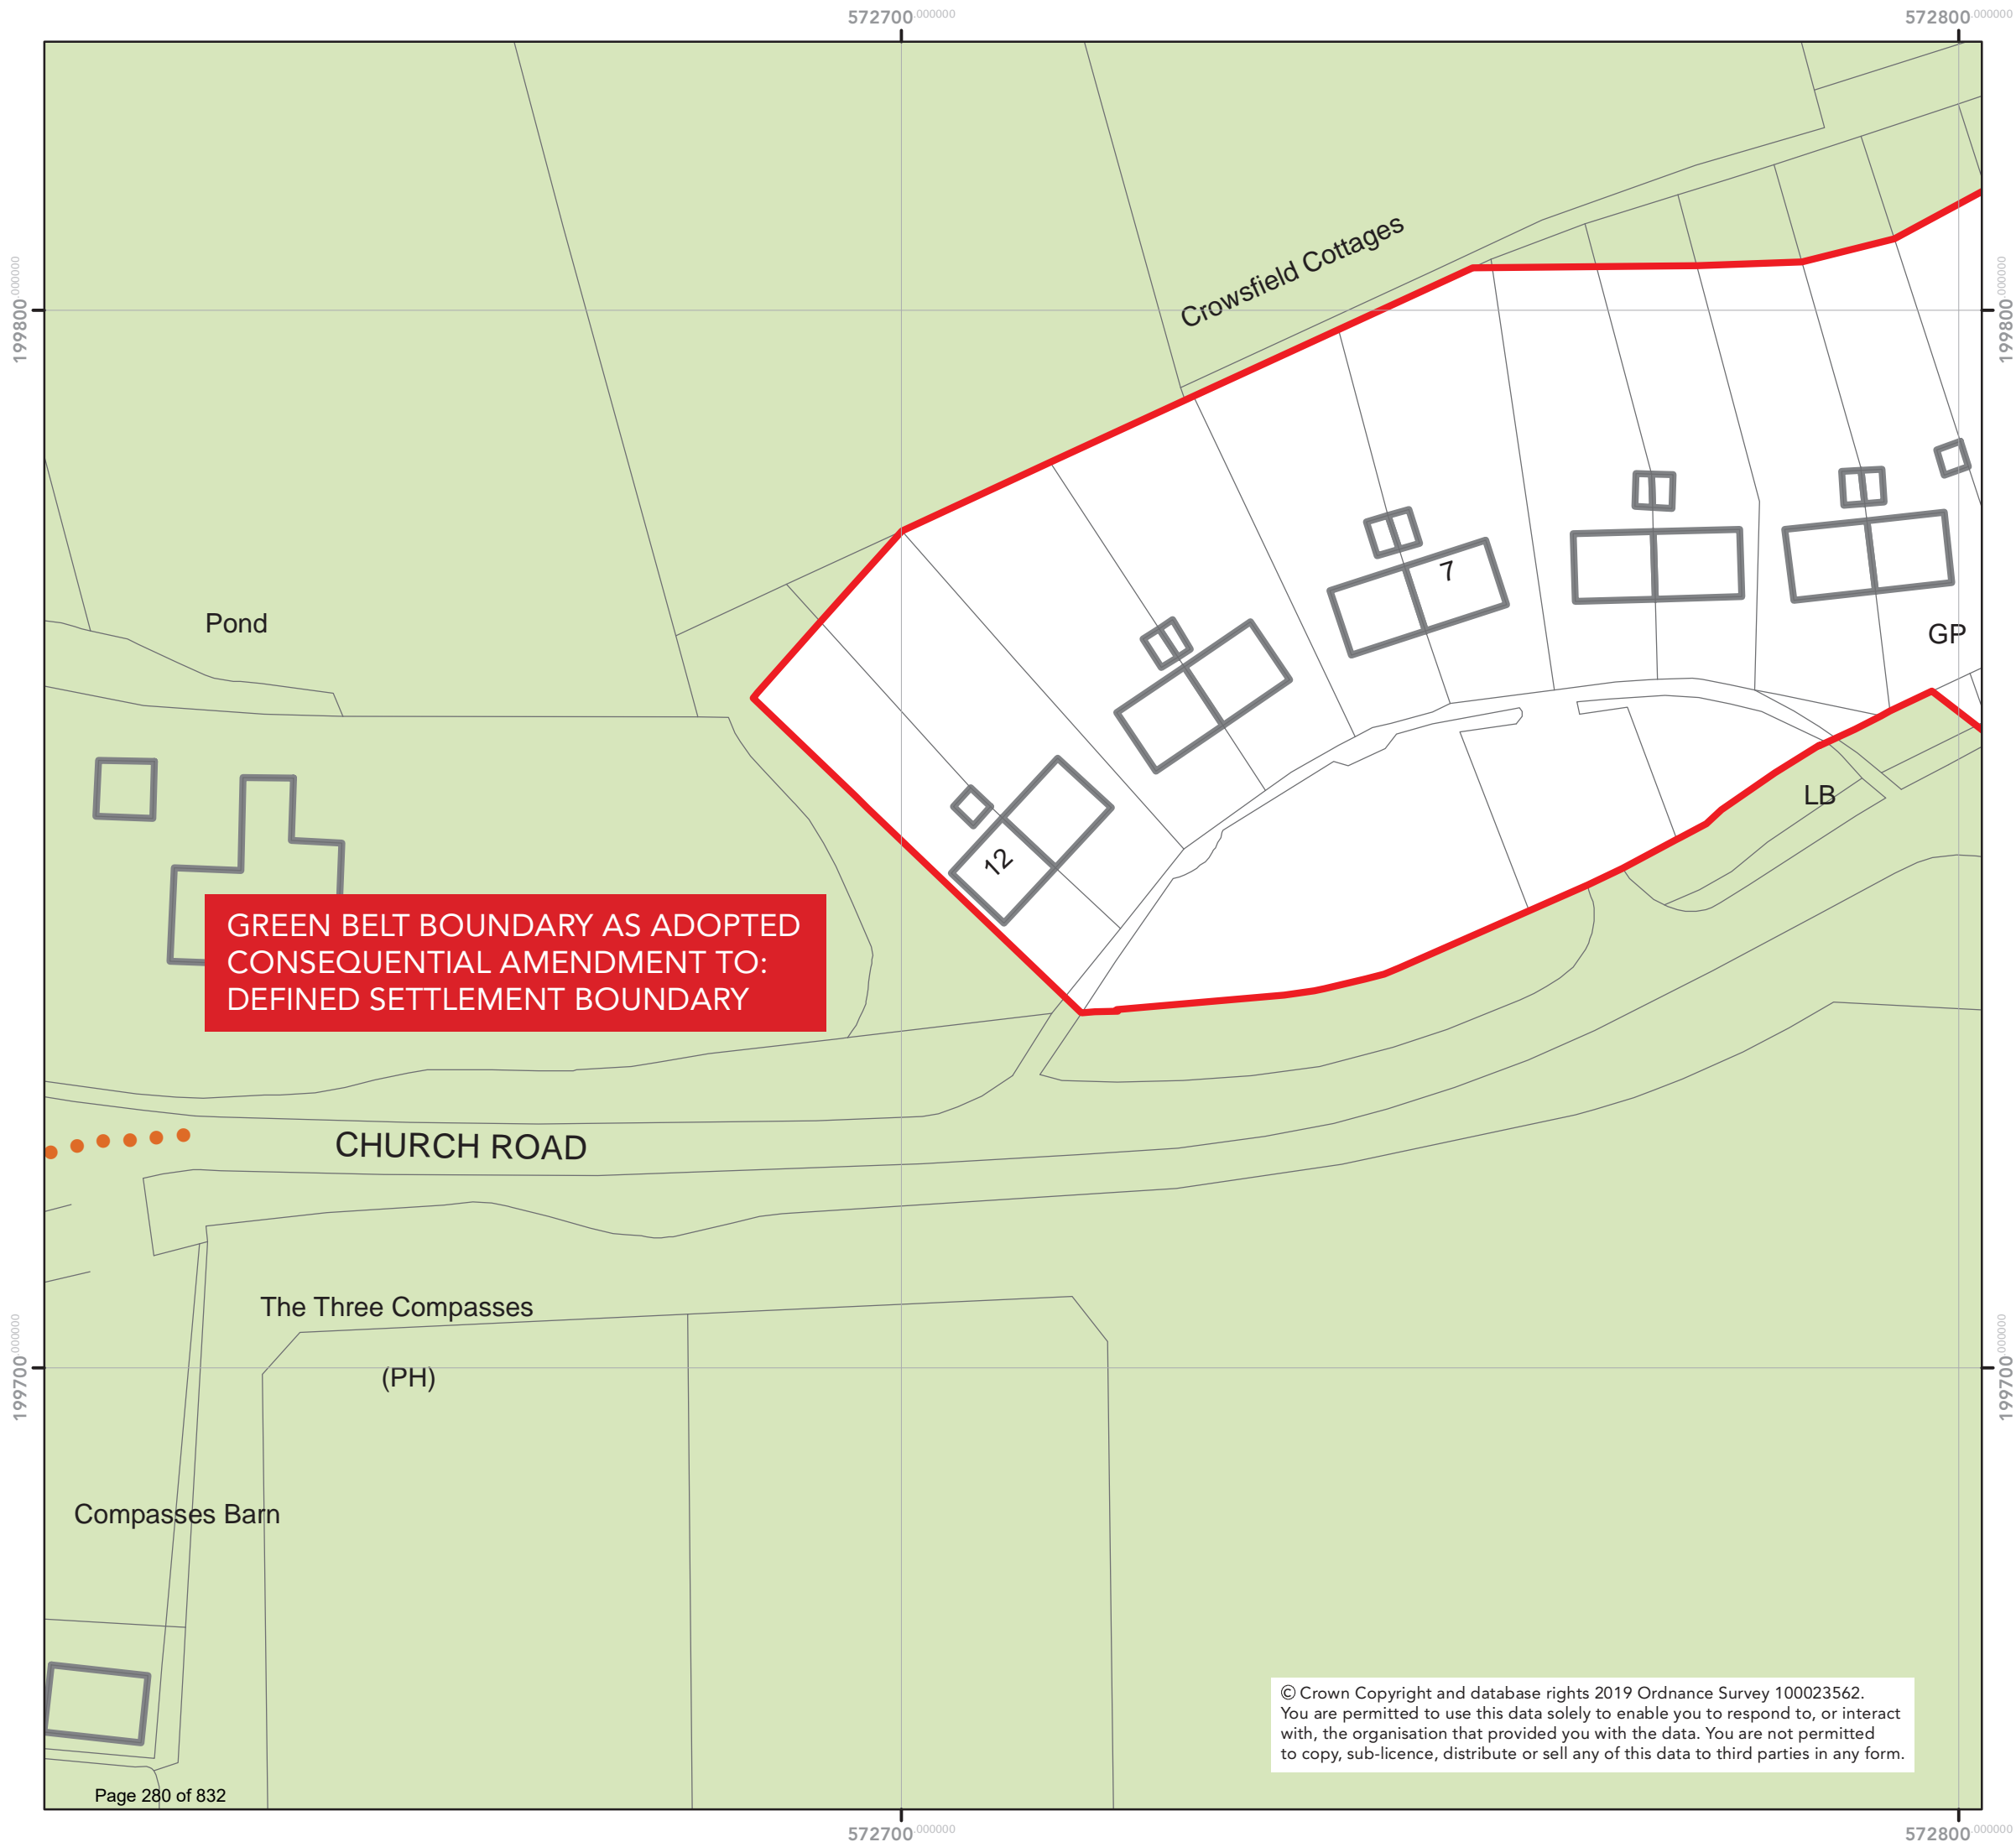 572700.000000
572800.000000
199800.000000
199800.000000
Crowsfield Cottages
7
Pond
GP
LB
12
GREEN BELT BOUNDARY AS ADOPTED
CONSEQUENTIAL AMENDMENT TO:
DEFINED SETTLEMENT BOUNDARY
CHURCH ROAD
The Three Compasses
(PH)
199700.000000
199700.000000
Compasses Barn
© Crown Copyright and database rights 2019 Ordnance Survey 100023562.
You are permitted to use this data solely to enable you to respond to, or interact
with, the organisation that provided you with the data. You are not permitted
to copy, sub-licence, distribute or sell any of this data to third parties in any form.
Page 280 of 832
572700.000000
572800.000000